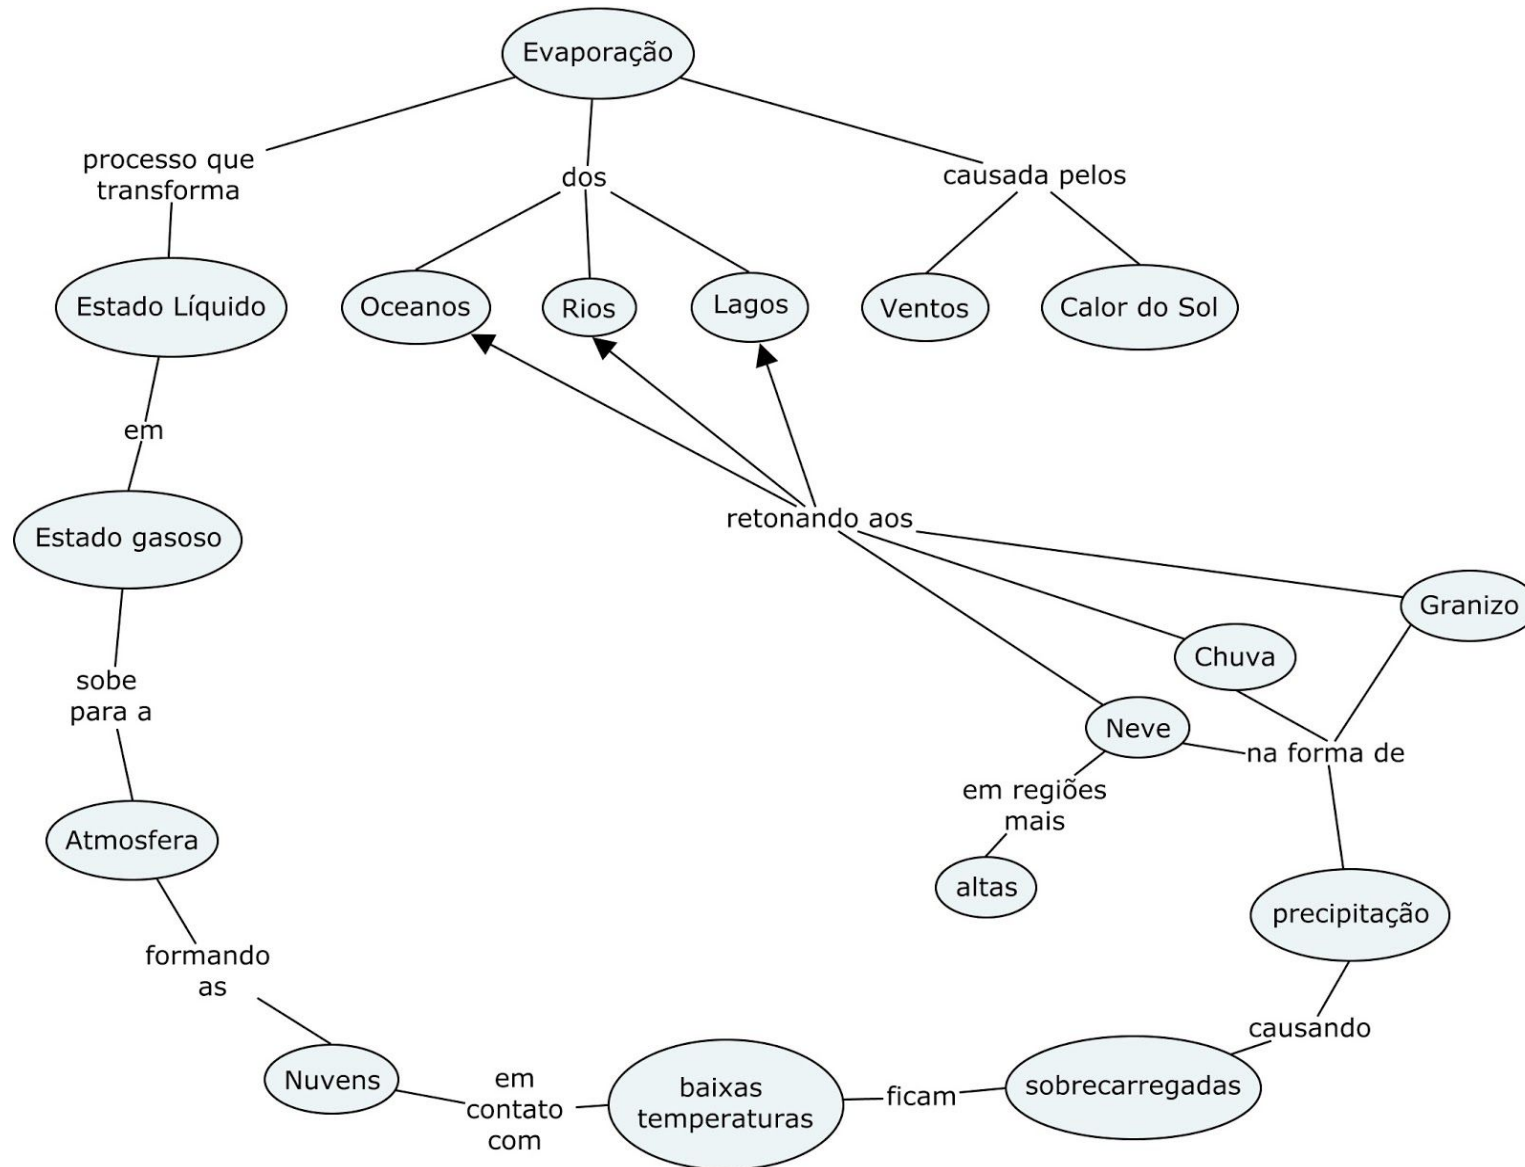 Evaporação
processo que
transforma
dos
causada pelos
Estado Líquido
Oceanos
Rios
Lagos
Ventos
Calor do Sol
em
Estado gasoso
retonando aos
Granizo
Chuva
sobe
para a
Neve
na forma de
em regiões
mais
Atmosfera
altas
precipitação
formando
as
causando
Nuvens
em
contato
com
baixas
temperaturas
ficam
sobrecarregadas